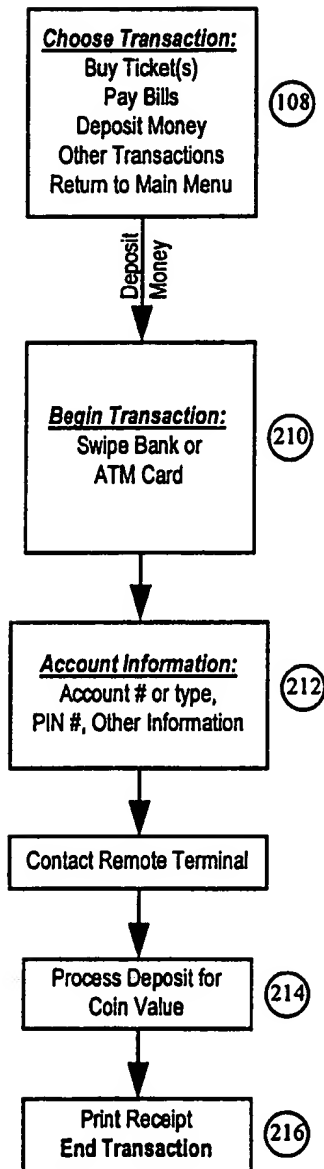 Choose Transaction:
Buy Ticket(s)
Pay Bills
Deposit Money
Other Transactions
Return to Main Menu
108
Deposit
Money
Begin Transaction:
Swipe Bank or
ATM Card
210
Account Information:
Account # or type,
PIN #, Other Information
212
Contact Remote Terminal
Process Deposit for
Coin Value
214
Print Receipt
End Transaction
216